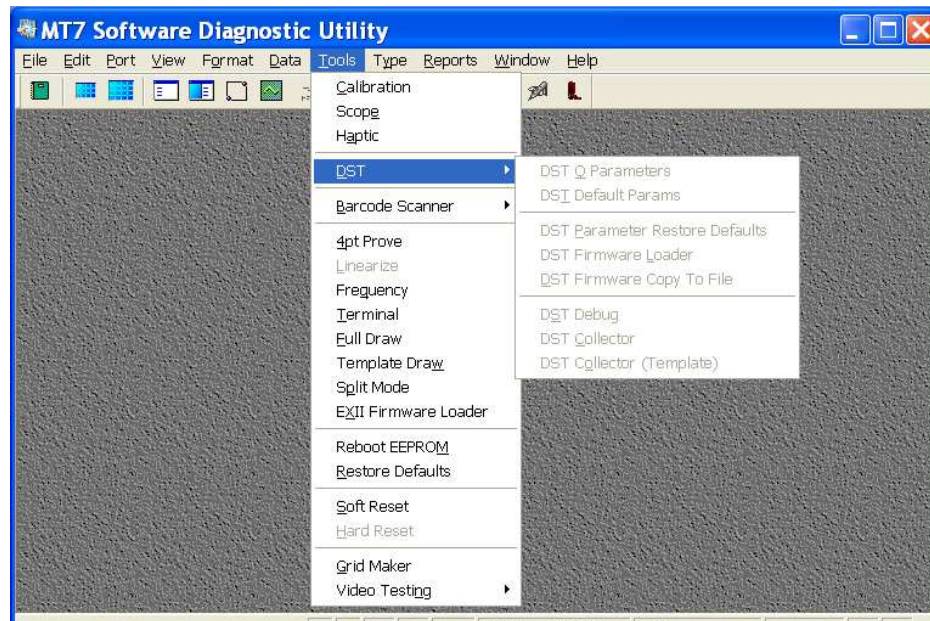 MT7 Software Diagnostic Utility
File Edit Port View Format Data Tools Type Reports Window Help
Calibration
Scope
Haptic
DST
Barcode Scanner
4pt Prove
Linearize
Frequency
Terminal
Full Draw
Template Draw
Split Mode
EXII Firmware Loader
Reboot EEPROM
Restore Defaults
Soft Reset
Hard Reset
Grid Maker
Video Testing
DST Q Parameters
DST Default Params
DST Parameter Restore Defaults
DST Firmware Loader
DST Firmware Copy To File
DST Debug
DST Collector
DST Collector (Template)